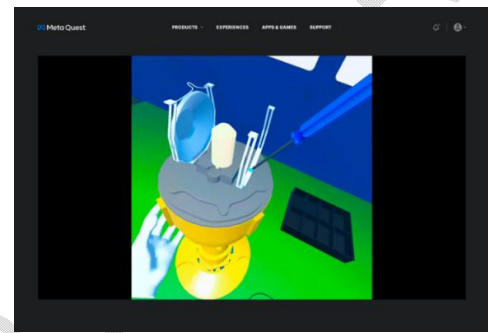 Meta Quest
PRODUCTS
EXPERIENCES
APPS & GAMES
SUPPORT